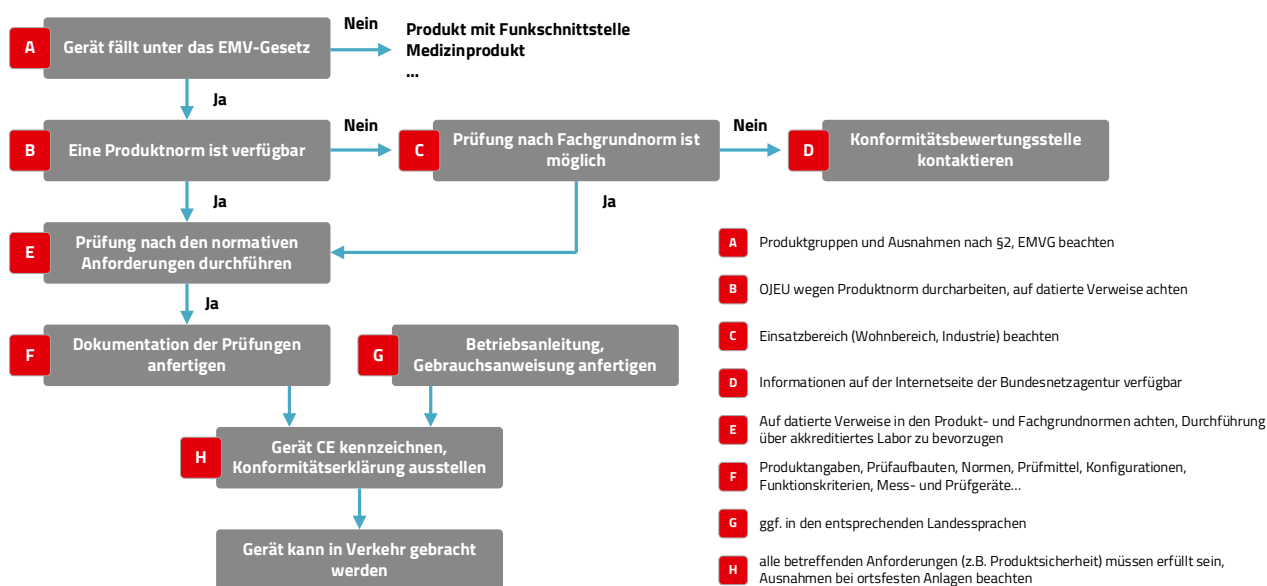 A
Gerät fällt unter das EMV-Gesetz
Nein
Produkt mit Funkschnittstelle
Medizinprodukt
...
Ja
B
Eine Produktnorm ist verfügbar
Nein
C
Prüfung nach Fachgrundnorm ist
möglich
Nein
D
Konformitätsbewertungsstelle
kontaktieren
Ja
Ja
E
Prüfung nach den normativen
Anforderungen durchführen
Ja
F
Dokumentation der Prüfungen
anfertigen
G
Betriebsanleitung,
Gebrauchsanweisung anfertigen
H
Gerät CE kennzeichnen,
Konformitätserklärung ausstellen
Gerät kann in Verkehr gebracht
werden
A
Produktgruppen und Ausnahmen nach §2, EMVG beachten
B
OJEU wegen Produktnorm durcharbeiten, auf datierte Verweise achten
C
Einsatzbereich (Wohnbereich, Industrie) beachten
D
Informationen auf der Internetseite der Bundesnetzagentur verfügbar
E
Auf datierte Verweise in den Produkt- und Fachgrundnormen achten, Durchführung
über akkreditiertes Labor zu bevorzugen
F
Produktangaben, Prüfaufbauten, Normen, Prüfmittel, Konfigurationen,
Funktionskriterien, Mess- und Prüfgeräte...
G
ggf. in den entsprechenden Landessprachen
H
alle betreffenden Anforderungen (z.B. Produktsicherheit) müssen erfüllt sein,
Ausnahmen bei ortsfesten Anlagen beachten